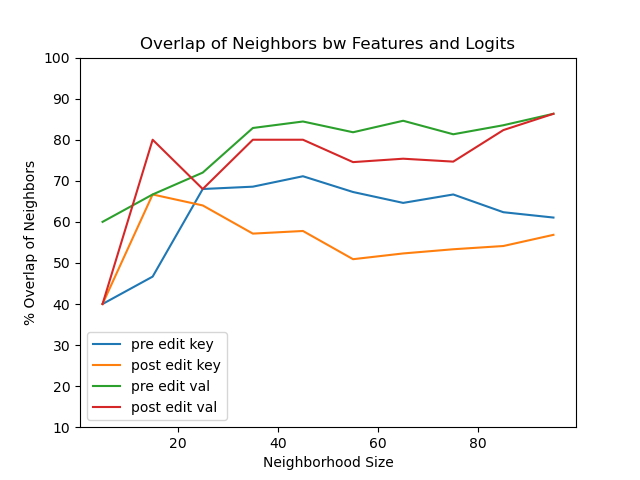 Overlap of Neighbors bw Features and Logits
100
90
80
70
60
50
40
30
20
10
% Overlap of Neighbors
pre edit key
post edit key
pre edit val
post edit val
20 40 60 80
Neighborhood Size